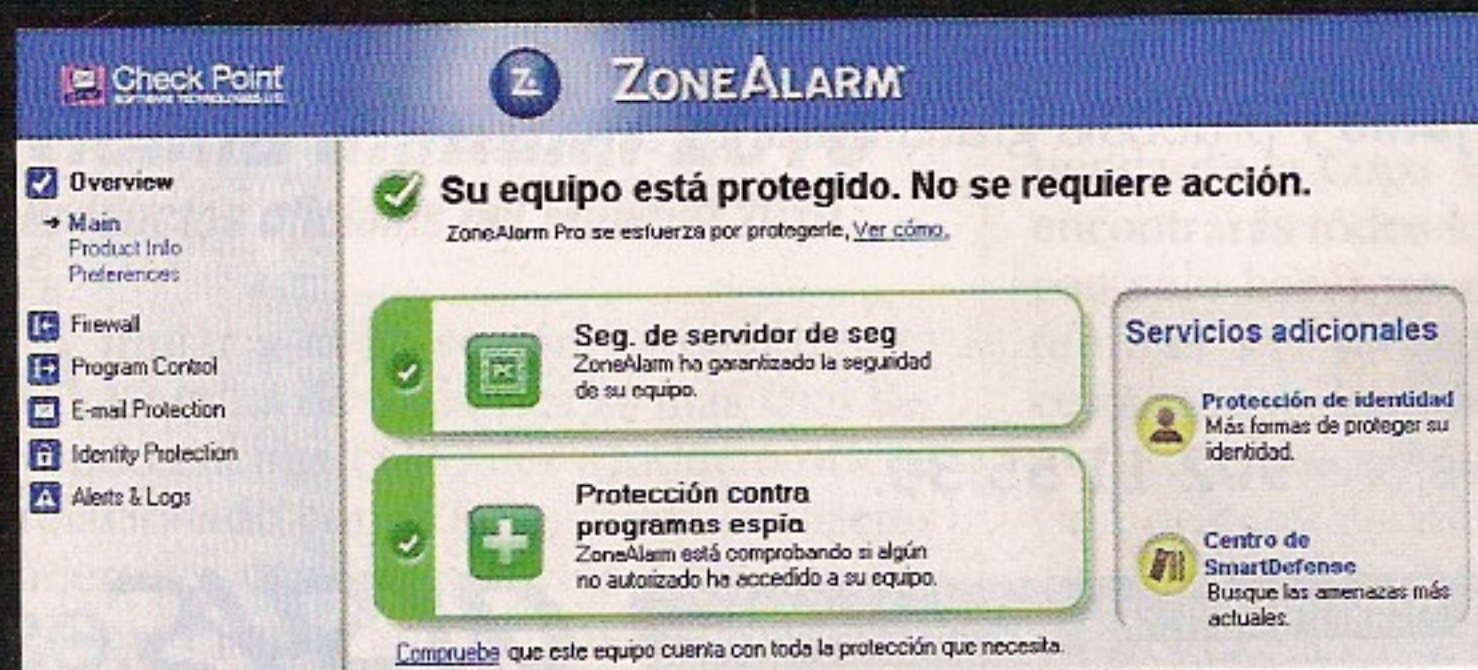 Check Point
SOFTWARE TECHNOLOGIES LTD.
Z
ZONEALARM
Overview
Main
Product Info
Preferences
Firewall
Program Control
E-mail Protection
Identity Protection
Alerts & Logs
Su equipo está protegido. No se requiere acción.
ZoneAlarm Pro se esfuerza por protegerle, Ver cómo.
Seg. de servidor de seg
ZoneAlarm ha garantizado la seguridad
de su equipo.
PC
Protección contra
programas espía
ZoneAlarm está comprobando si algún
no autorizado ha accedido a su equipo.
Compruebe que este equipo cuenta con toda la protección que necesita.
Servicios adicionales
Protección de identidad
Más formas de proteger su
identidad.
Centro de
SmartDefense
Busque las amenazas más
actuales.